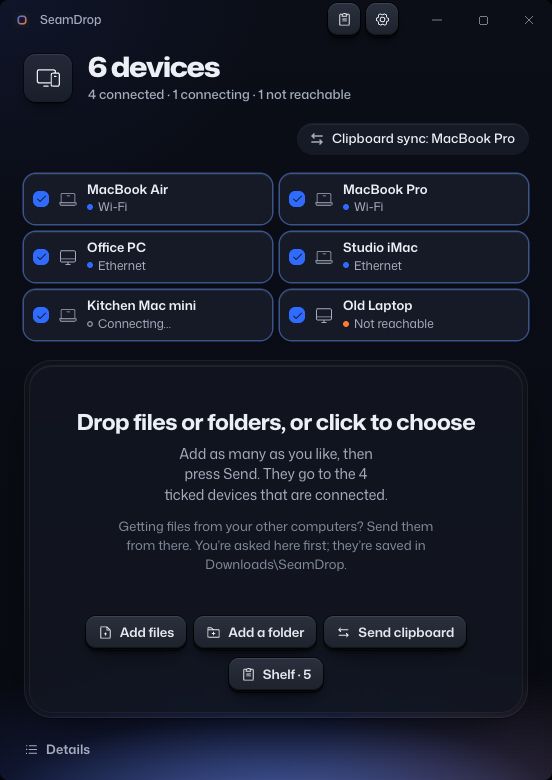 SeamDrop
6 devices
4 connected · 1 connecting · 1 not reachable
Clipboard sync: MacBook Pro
MacBook Air
Wi-Fi
MacBook Pro
Wi-Fi
Office PC
Ethernet
Studio iMac
Ethernet
Kitchen Mac mini
Connecting...
Old Laptop
Not reachable
Drop files or folders, or click to choose
Add as many as you like, then
press Send. They go to the 4
ticked devices that are connected.
Getting files from your other computers? Send them
from there. You're asked here first; they're saved in
Downloads\SeamDrop.
Add files
Add a folder
Send clipboard
Shelf · 5
Details